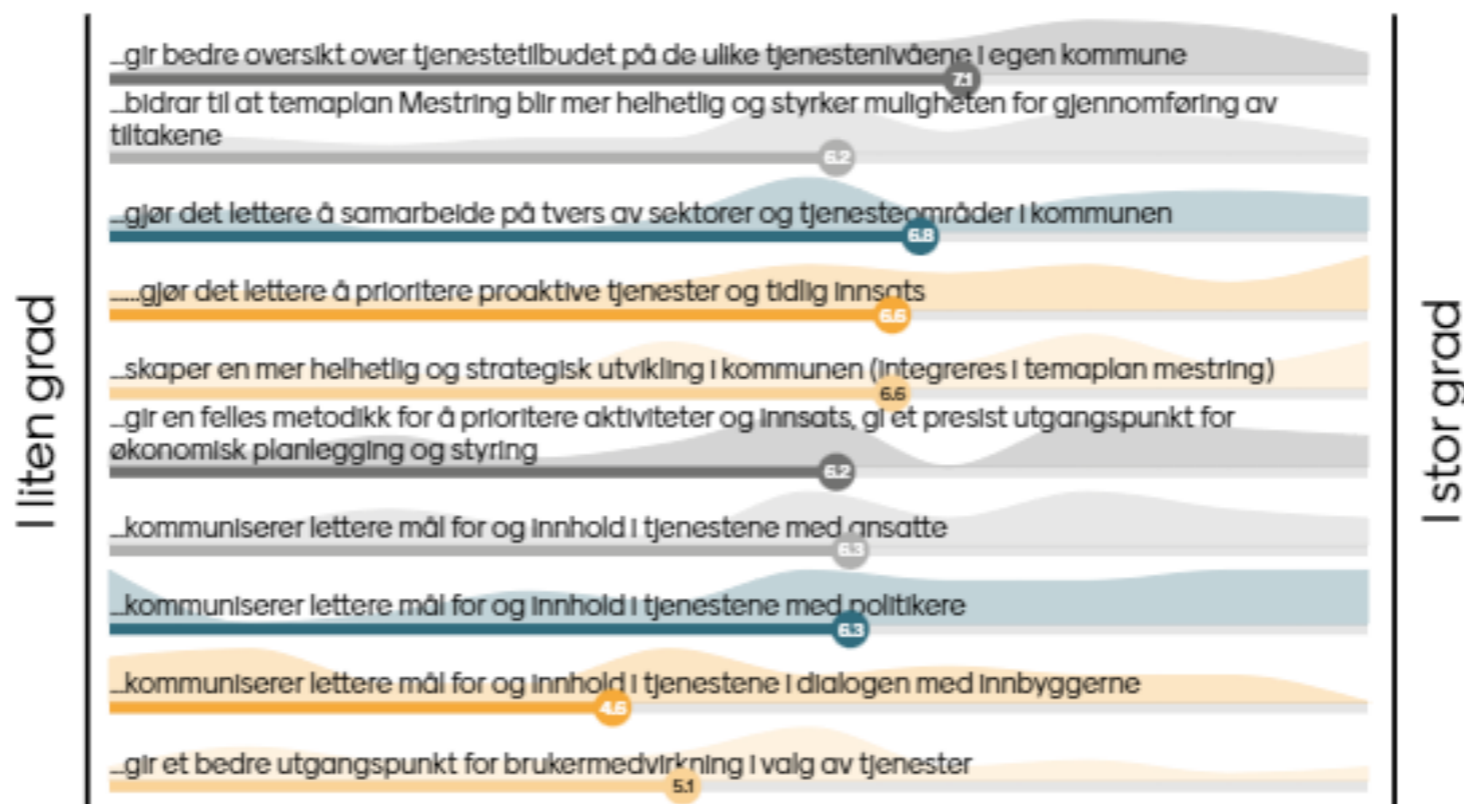 I liten grad
...gir bedre oversikt over tjenestetilbudet på de ulike tjenestenivåene i egen kommune
7.1
...bidrar til at temaplan Mestring blir mer helhetlig og styrker muligheten for gjennomføring av
tiltakene
6.2
...gjør det lettere å samarbeide på tvers av sektorer og tjenesteområder i kommunen
6.8
......gjør det lettere å prioritere proaktive tjenester og tidlig innsats
6.6
...skaper en mer helhetlig og strategisk utvikling i kommunen (integreres i temaplan mestring)
6.6
...gir en felles metodikk for å prioritere aktiviteter og innsats, gi et presist utgangspunkt for
økonomisk planlegging og styring
6.2
...kommuniserer lettere mål for og innhold i tjenestene med ansatte
6.3
...kommuniserer lettere mål for og innhold i tjenestene med politikere
6.3
...kommuniserer lettere mål for og innhold i tjenestene i dialogen med innbyggerne
4.6
...gir et bedre utgangspunkt for brukermedvirkning i valg av tjenester
5.1
I stor grad